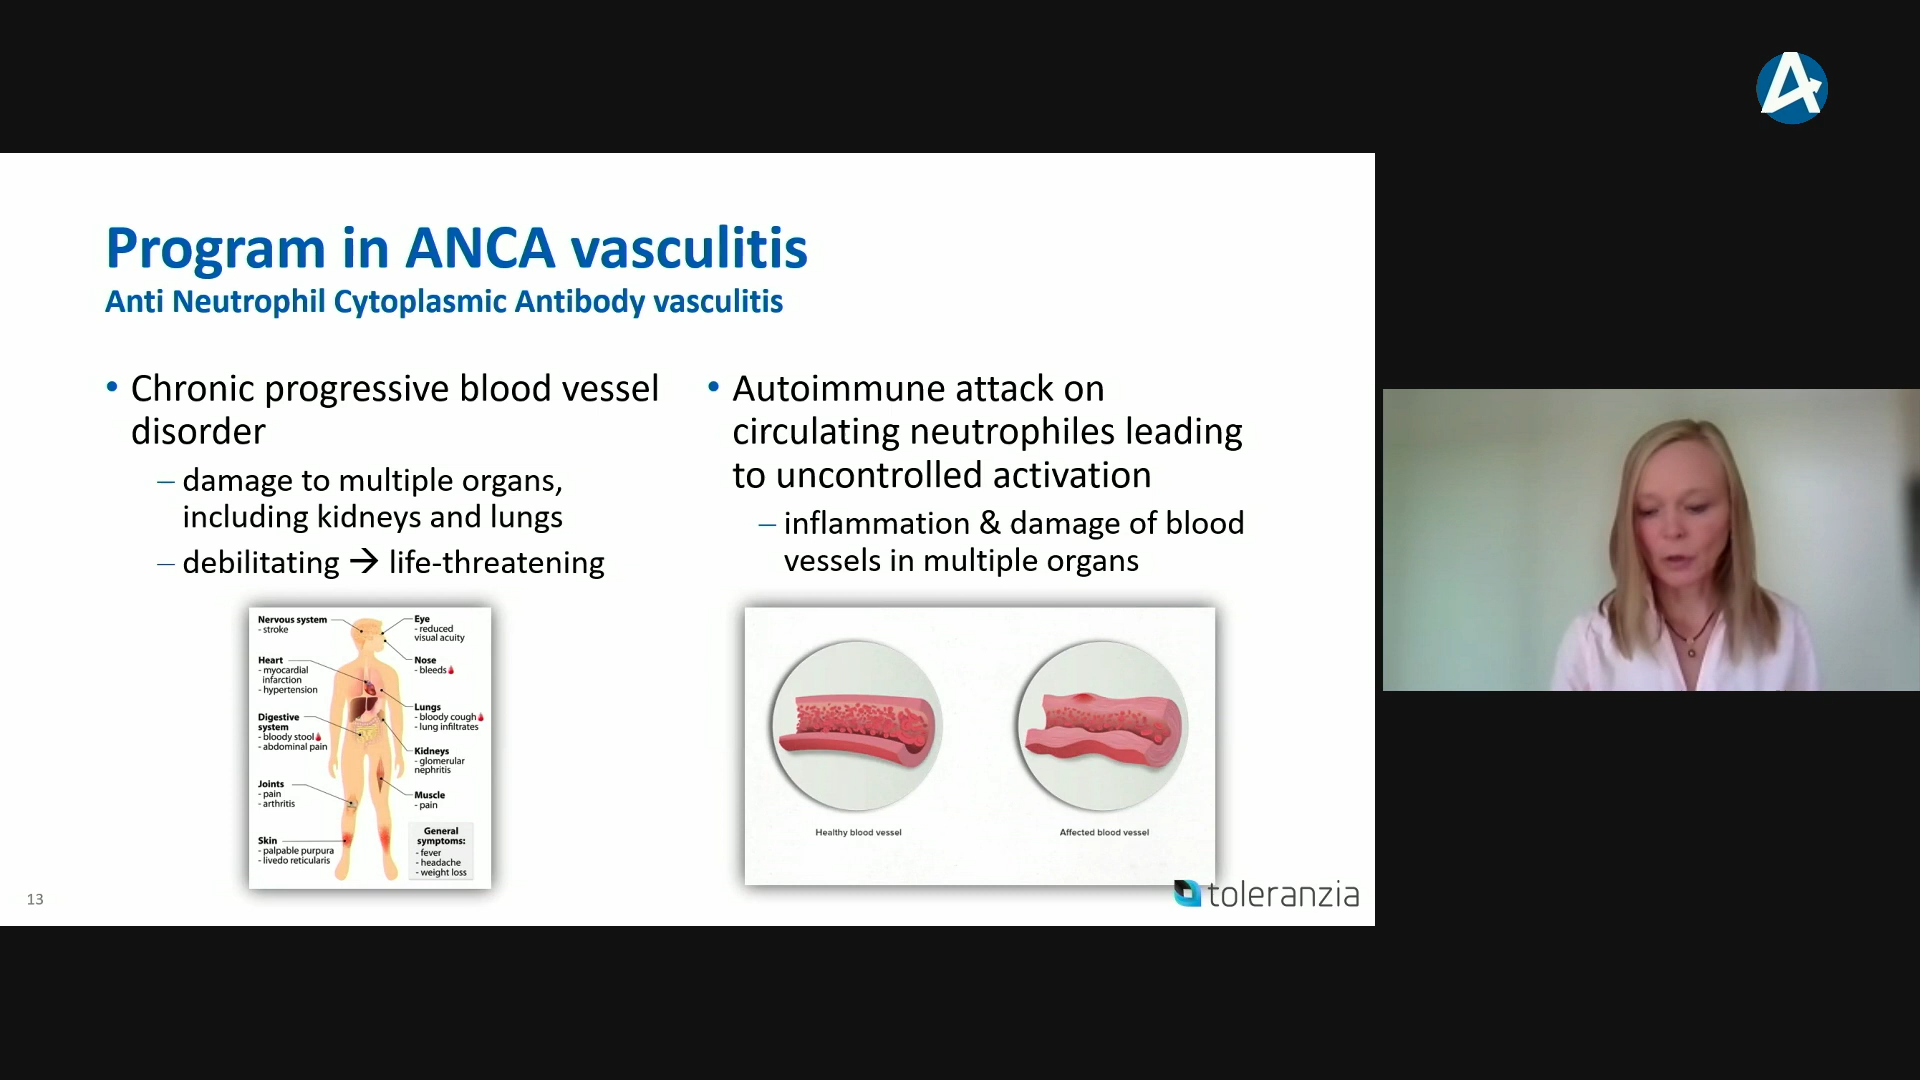 Program in ANCA vasculitis
Anti Neutrophil Cytoplasmic Antibody vasculitis
• Chronic progressive blood vessel
disorder
– damage to multiple organs,
including kidneys and lungs
– debilitating → life-threatening
• Autoimmune attack on
circulating neutrophiles leading
to uncontrolled activation
– inflammation & damage of blood
vessels in multiple organs
Nervous system
- stroke
Heart
- myocardial
infarction
- hypertension
Digestive
system
- bloody stool
- abdominal pain
Joints
- pain
- arthritis
Skin
- palpable purpura
- livedo reticularis
Eye
- reduced
visual acuity
Nose
- bleeds
Lungs
- bloody cough
- lung infiltrates
Kidneys
- glomerular
nephritis
Muscle
- pain
General
symptoms:
- fever
- headache
- weight loss
Healthy blood vessel
Affected blood vessel
13
toleranzia